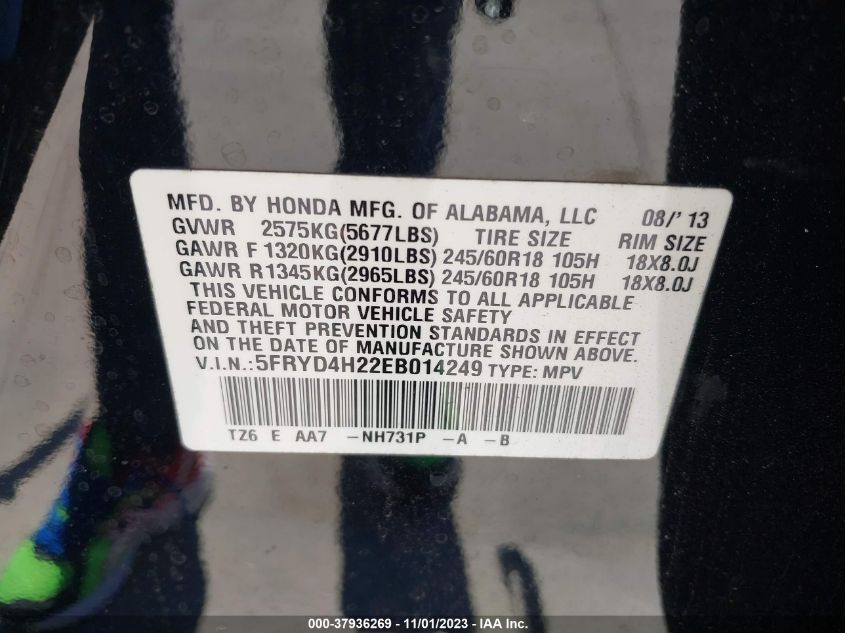 MFD. BY HONDA MFG. OF ALABAMA, LLC 08/'13
GVWR 2575KG(5677LBS) TIRE SIZE RIM SIZE
GAWR F 1320KG(2910LBS) 245/60R18 105H 18X8.0J
GAWR R 1345KG(2965LBS) 245/60R18 105H 18X8.0J
THIS VEHICLE CONFORMS TO ALL APPLICABLE
FEDERAL MOTOR VEHICLE SAFETY
AND THEFT PREVENTION STANDARDS IN EFFECT
ON THE DATE OF MANUFACTURE SHOWN ABOVE.
V.I.N.:5FRYD4H22EB014249 TYPE: MPV
TZ6 E AA7 -NH731P -A -B
000-37936269 - 11/01/2023 - IAA Inc.